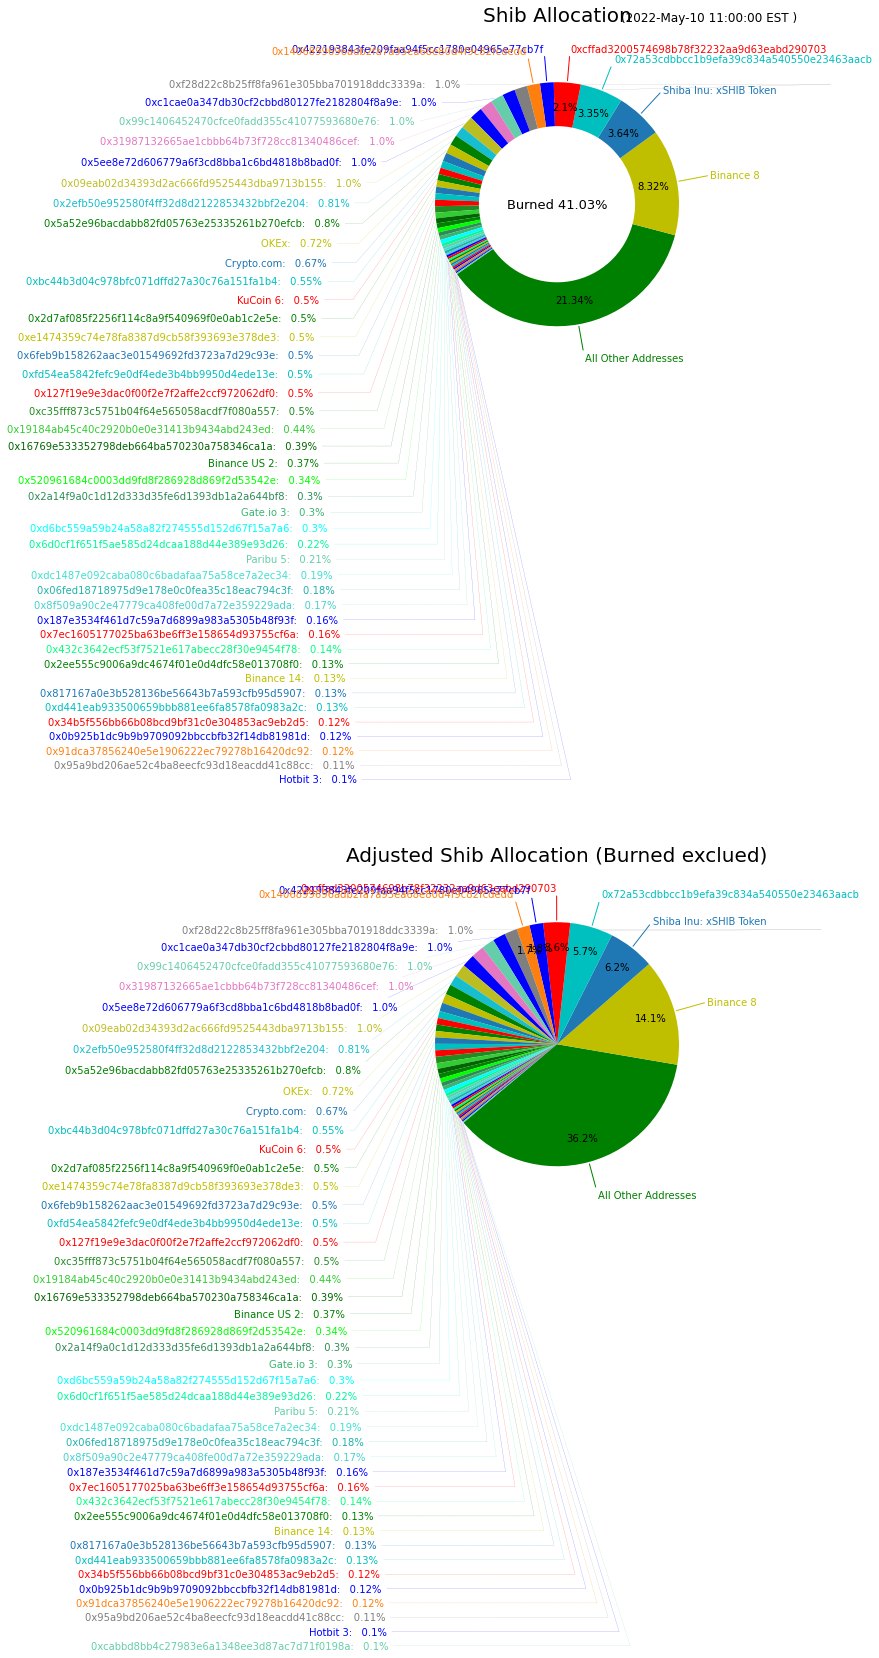 Shib Allocation (2022-May-10 11:00:00 EST )
0x422193843fe209faa94f5cc1780e04965e77cb7f
0xcffad3200574698b78f32232aa9d63eabd290703
0x72a53cdbbcc1b9efa39c834a540550e23463aacb
0xf28d22c8b25ff8fa961e305bba701918ddc3339a: 1.0%
Shiba Inu: xSHIB Token
0xc1cae0a347db30cf2cbbd80127fe2182804f8a9e: 1.0%
2.1%
3.35%
0x99c1406452470cfce0fadd355c41077593680e76: 1.0%
3.64%
0x31987132665ae1cbbb64b73f728cc81340486cef: 1.0%
0x5ee8e72d606779a6f3cd8bba1c6bd4818b8bad0f: 1.0%
Binance 8
0x09eab02d34393d2ac666fd9525443dba9713b155: 1.0%
8.32%
0x2efb50e952580f4ff32d8d2122853432bbf2e204: 0.81%
Burned 41.03%
0x5a52e96bacdabb82fd05763e25335261b270efcb: 0.8%
OKEx: 0.72%
Crypto.com: 0.67%
0xbc44b3d04c978bfc071dffd27a30c76a151fa1b4: 0.55%
KuCoin 6: 0.5%
21.34%
0x2d7af085f2256f114c8a9f540969f0e0ab1c2e5e: 0.5%
0xe1474359c74e78fa8387d9cb58f393693e378de3: 0.5%
0x6feb9b158262aac3e01549692fd3723a7d29c93e: 0.5%
All Other Addresses
0xfd54ea5842fefc9e0df4ede3b4bb9950d4ede13e: 0.5%
0x127f19e9e3dac0f00f2e7f2affe2ccf972062df0: 0.5%
0xc35fff873c5751b04f64e565058acdf7f080a557: 0.5%
0x19184ab45c40c2920b0e0e31413b9434abd243ed: 0.44%
0x16769e533352798deb664ba570230a758346ca1a: 0.39%
Binance US 2: 0.37%
0x520961684c0003dd9fd8f286928d869f2d53542e: 0.34%
0x2a14f9a0c1d12d333d35fe6d1393db1a2a644bf8: 0.3%
Gate.io 3: 0.3%
0xd6bc559a59b24a58a82f274555d152d67f15a7a6: 0.3%
0x6d0cf1f651f5ae585d24dcaa188d44e389e93d26: 0.22%
Paribu 5: 0.21%
0xdc1487e092caba080c6badafaa75a58ce7a2ec34: 0.19%
0x06fed18718975d9e178e0c0fea35c18eac794c3f: 0.18%
0x8f509a90c2e47779ca408fe00d7a72e359229ada: 0.17%
0x187e3534f461d7c59a7d6899a983a5305b48f93f: 0.16%
0x7ec1605177025ba63be6ff3e158654d93755cf6a: 0.16%
0x432c3642ecf53f7521e617abecc28f30e9454f78: 0.14%
0x2ee555c9006a9dc4674f01e0d4dfc58e013708f0: 0.13%
Binance 14: 0.13%
0x817167a0e3b528136be56643b7a593cfb95d5907: 0.13%
0xd441eab933500659bbb881ee6fa8578fa0983a2c: 0.13%
0x34b5f556bb66b08bcd9bf31c0e304853ac9eb2d5: 0.12%
0x0b925b1dc9b9b9709092bbccbfb32f14db81981d: 0.12%
0x91dca37856240e5e1906222ec79278b16420dc92: 0.12%
0x95a9bd206ae52c4ba8eecfc93d18eacdd41c88cc: 0.11%
Hotbit 3: 0.1%
Adjusted Shib Allocation (Burned exclued)
0x72a53cdbbcc1b9efa39c834a540550e23463aacb
Shiba Inu: xSHIB Token
0xf28d22c8b25ff8fa961e305bba701918ddc3339a: 1.0%
0xc1cae0a347db30cf2cbbd80127fe2182804f8a9e: 1.0%
1.7%
3.6%
5.7%
0x99c1406452470cfce0fadd355c41077593680e76: 1.0%
6.2%
0x31987132665ae1cbbb64b73f728cc81340486cef: 1.0%
Binance 8
0x5ee8e72d606779a6f3cd8bba1c6bd4818b8bad0f: 1.0%
14.1%
0x09eab02d34393d2ac666fd9525443dba9713b155: 1.0%
0x2efb50e952580f4ff32d8d2122853432bbf2e204: 0.81%
0x5a52e96bacdabb82fd05763e25335261b270efcb: 0.8%
OKEx: 0.72%
Crypto.com: 0.67%
0xbc44b3d04c978bfc071dffd27a30c76a151fa1b4: 0.55%
36.2%
KuCoin 6: 0.5%
0x2d7af085f2256f114c8a9f540969f0e0ab1c2e5e: 0.5%
0xe1474359c74e78fa8387d9cb58f393693e378de3: 0.5%
All Other Addresses
0x6feb9b158262aac3e01549692fd3723a7d29c93e: 0.5%
0xfd54ea5842fefc9e0df4ede3b4bb9950d4ede13e: 0.5%
0x127f19e9e3dac0f00f2e7f2affe2ccf972062df0: 0.5%
0xc35fff873c5751b04f64e565058acdf7f080a557: 0.5%
0x19184ab45c40c2920b0e0e31413b9434abd243ed: 0.44%
0x16769e533352798deb664ba570230a758346ca1a: 0.39%
Binance US 2: 0.37%
0x520961684c0003dd9fd8f286928d869f2d53542e: 0.34%
0x2a14f9a0c1d12d333d35fe6d1393db1a2a644bf8: 0.3%
Gate.io 3: 0.3%
0xd6bc559a59b24a58a82f274555d152d67f15a7a6: 0.3%
0x6d0cf1f651f5ae585d24dcaa188d44e389e93d26: 0.22%
Paribu 5: 0.21%
0xdc1487e092caba080c6badafaa75a58ce7a2ec34: 0.19%
0x06fed18718975d9e178e0c0fea35c18eac794c3f: 0.18%
0x8f509a90c2e47779ca408fe00d7a72e359229ada: 0.17%
0x187e3534f461d7c59a7d6899a983a5305b48f93f: 0.16%
0x7ec1605177025ba63be6ff3e158654d93755cf6a: 0.16%
0x432c3642ecf53f7521e617abecc28f30e9454f78: 0.14%
0x2ee555c9006a9dc4674f01e0d4dfc58e013708f0: 0.13%
Binance 14: 0.13%
0x817167a0e3b528136be56643b7a593cfb95d5907: 0.13%
0xd441eab933500659bbb881ee6fa8578fa0983a2c: 0.13%
0x34b5f556bb66b08bcd9bf31c0e304853ac9eb2d5: 0.12%
0x0b925b1dc9b9b9709092bbccbfb32f14db81981d: 0.12%
0x91dca37856240e5e1906222ec79278b16420dc92: 0.12%
0x95a9bd206ae52c4ba8eecfc93d18eacdd41c88cc: 0.11%
Hotbit 3: 0.1%
0xcabbd8bb4c27983e6a1348ee3d87ac7d71f0198a: 0.1%